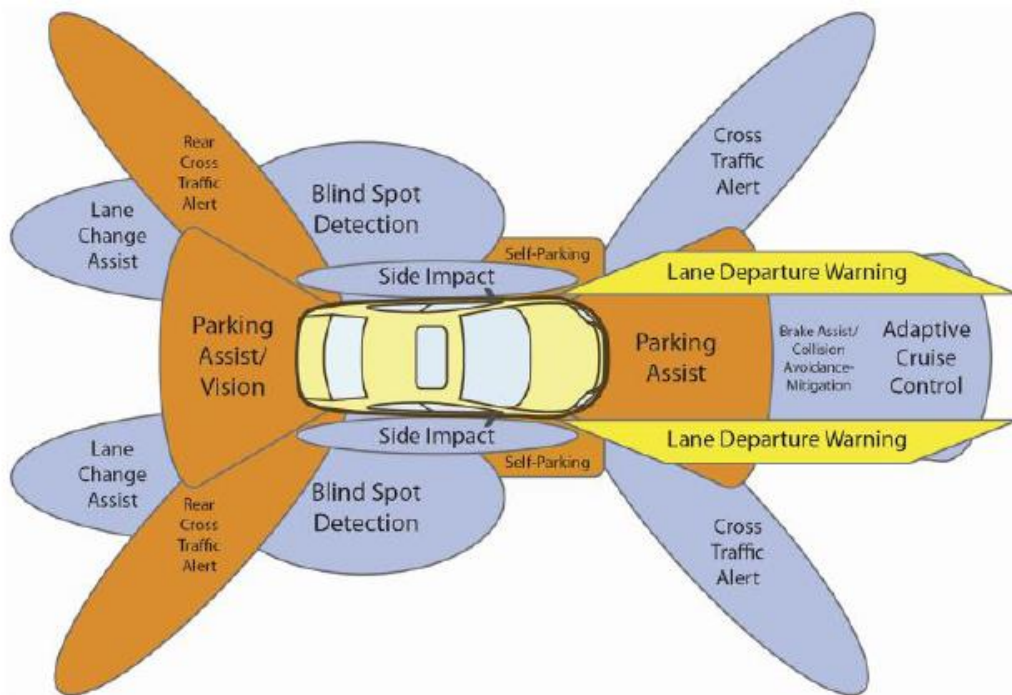 Rear
Cross
Traffic
Alert
Cross
Traffic
Alert
Lane
Change
Assist
Blind Spot
Detection
Self-Parking
Side Impact
Lane Departure Warning
Parking
Assist/
Vision
Parking
Assist
Brake Assist/
Collision
Avoidance-
Mitigation
Adaptive
Cruise
Control
Side Impact
Lane Departure Warning
Self-Parking
Lane
Change
Assist
Blind Spot
Detection
Rear
Cross
Traffic
Alert
Cross
Traffic
Alert